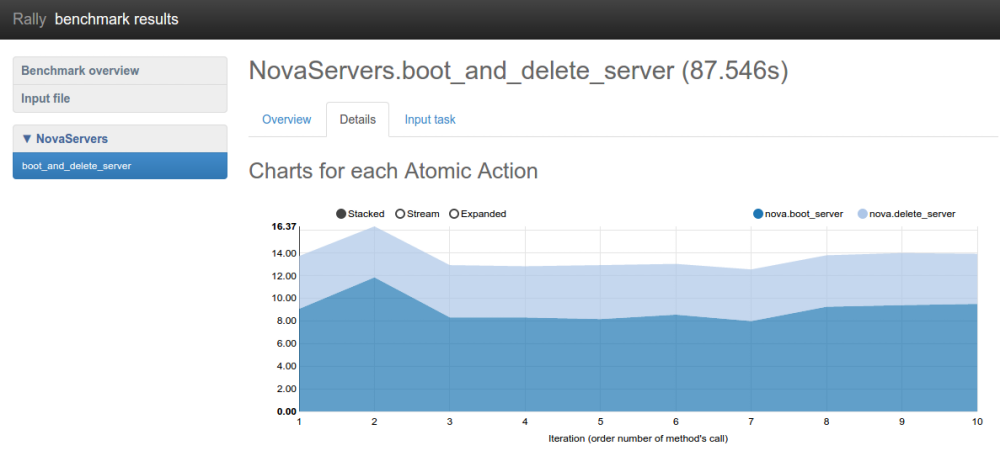 Rally benchmark results
Benchmark overview
Input file
▼ NovaServers
boot_and_delete_server
NovaServers.boot_and_delete_server (87.546s)
Overview Details Input task
Charts for each Atomic Action
Stacked Stream Expanded nova.boot_server nova.delete_server
16.37
14.00
12.00
10.00
8.00
6.00
4.00
2.00
0.00
1 2 3 4 5 6 7 8 9 10
Iteration (order number of method's call)